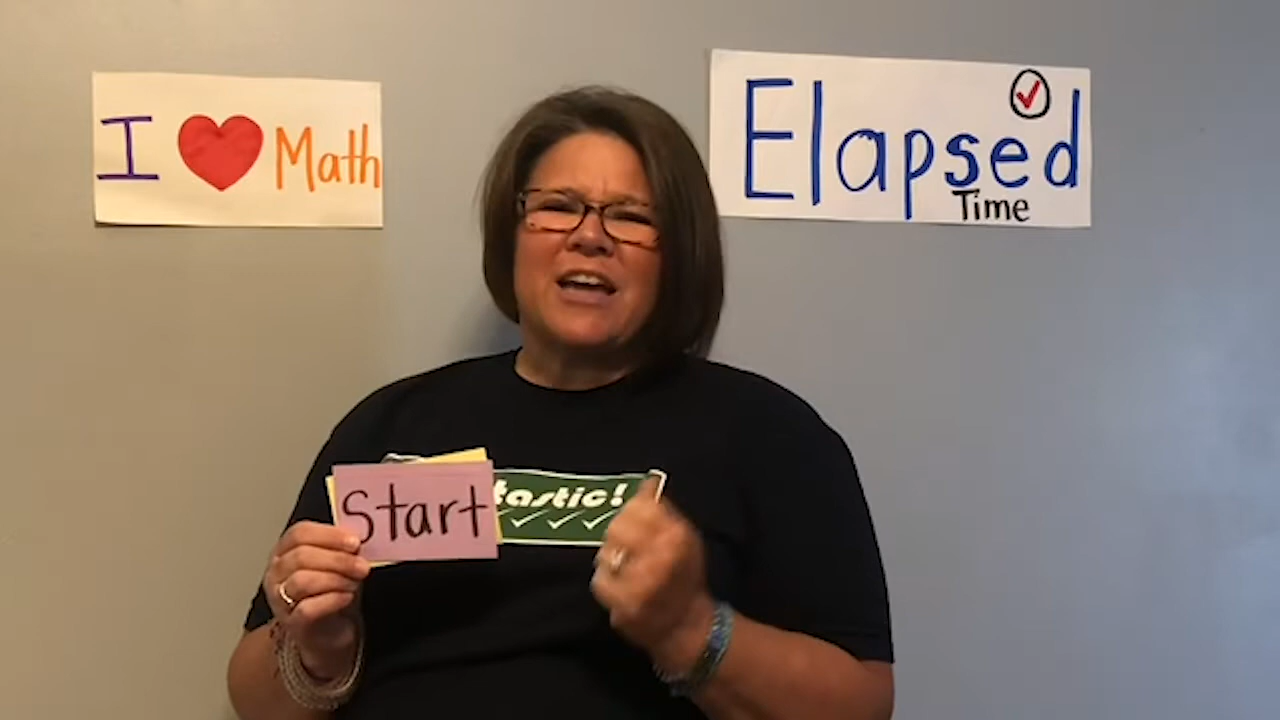 I ❤ Math
Elapsed
Time
Start
tastic!